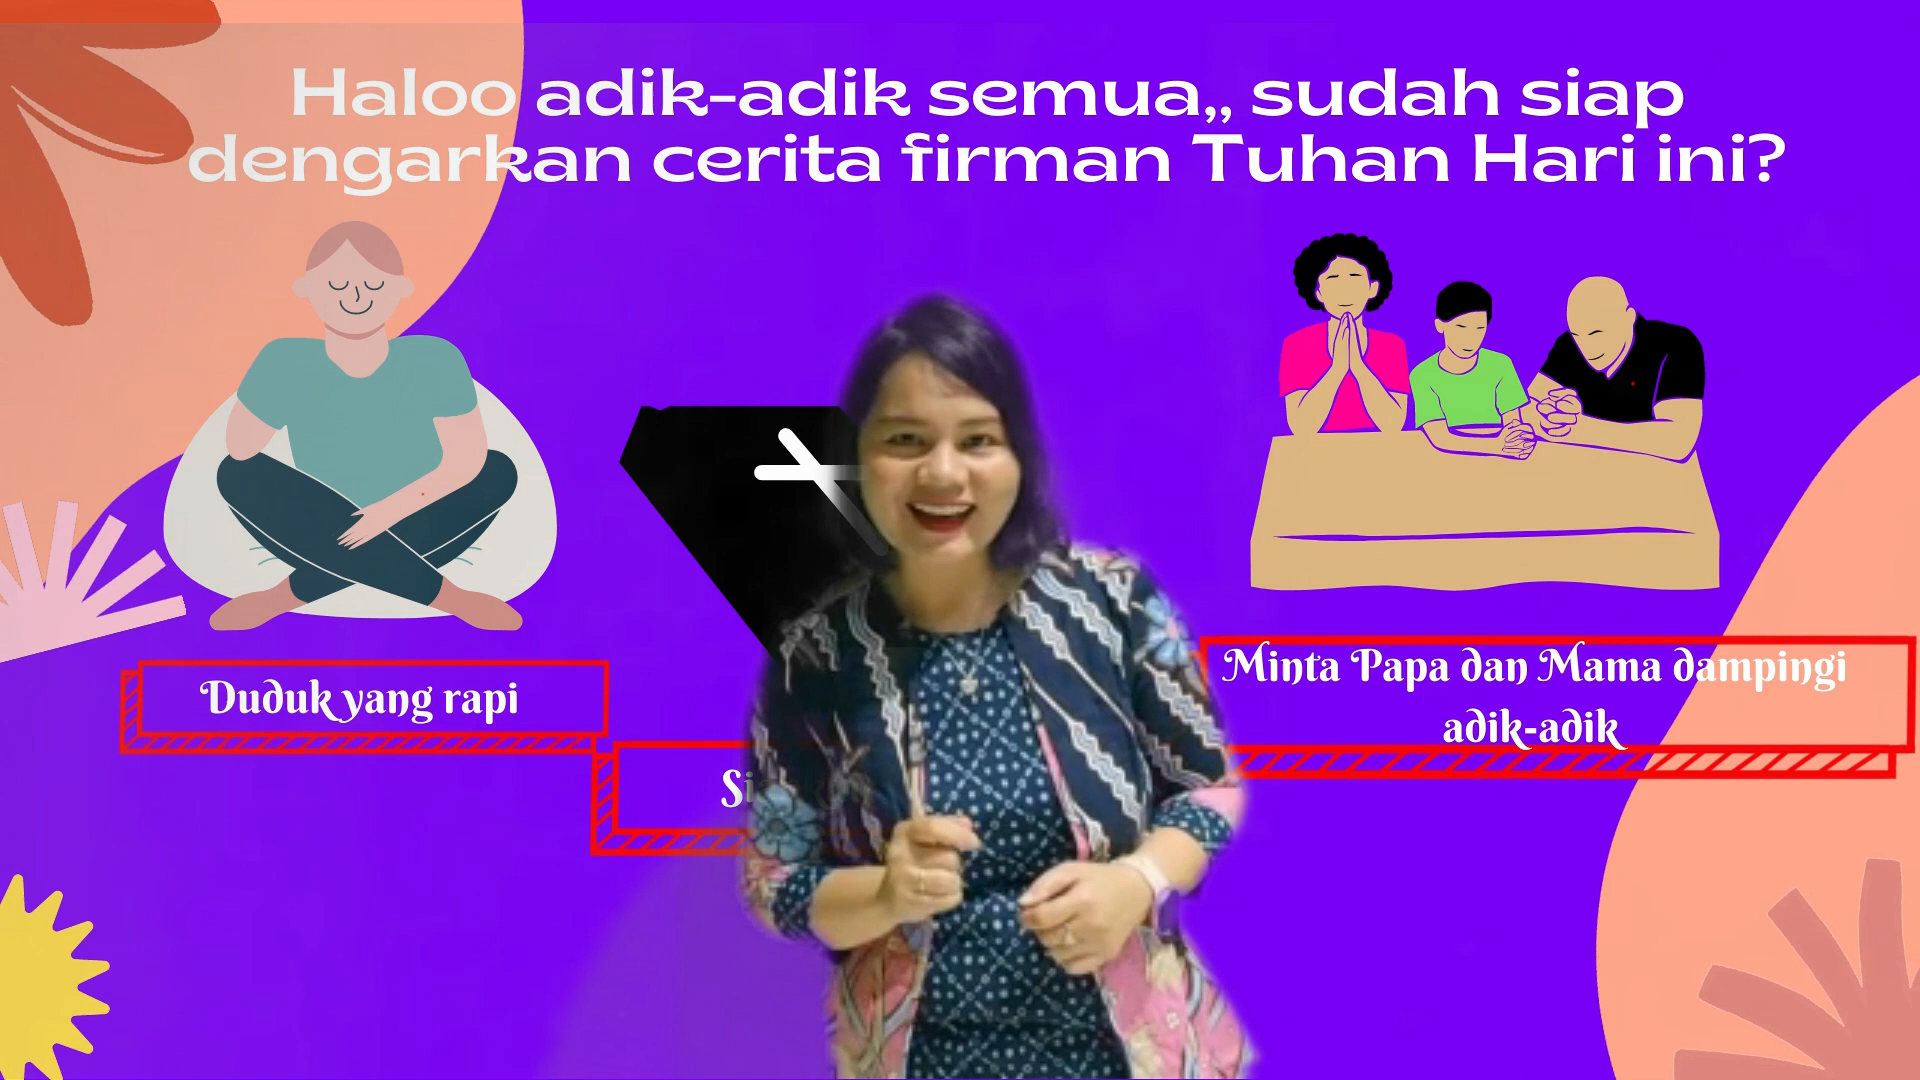 Haloo adik-adik semua,, sudah siap
dengarkan cerita firman Tuhan Hari ini?
Duduk yang rapi
Minta Papa dan Mama dampingi
adik-adik